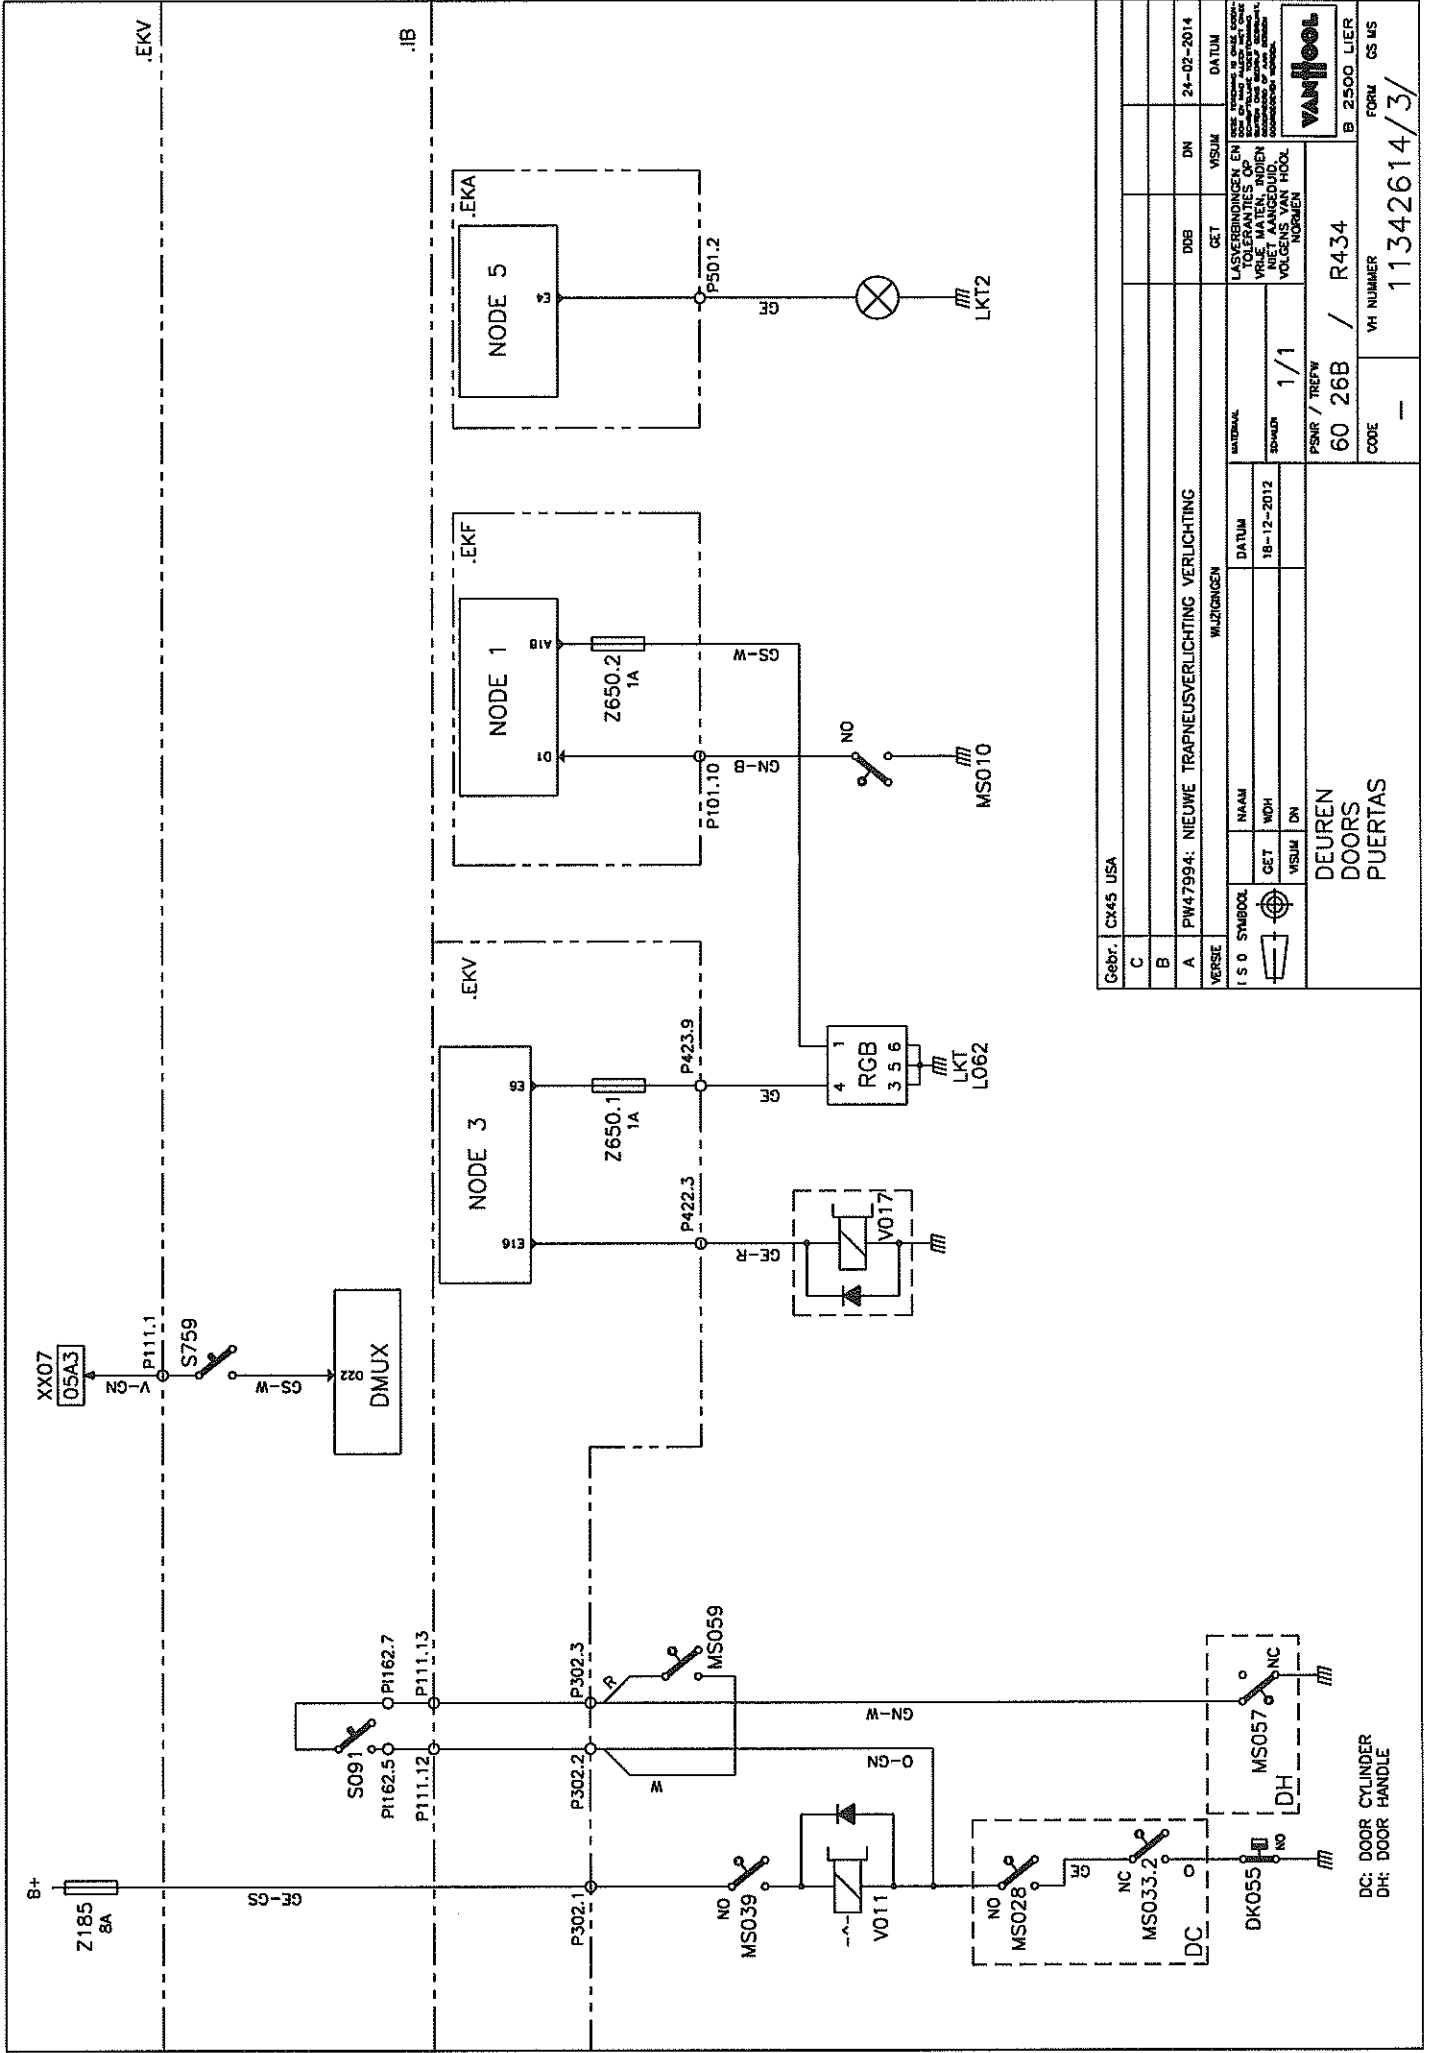 .EKV
.IB
B+
Z185
8A
GE-GS
XX07
05A3
V-GN
P111.1
S759
GS-W
D22
DMUX
S091
P1162.5
P1162.7
P111.12
P111.13
P302.1
P302.2
P302.3
R
W
MS059
GN-W
O-GN
NO
MS039
V011
NO
MS028
GE
NC
MS033.2
O
DC
DK055
NO
MS057
NC
DH
DC: DOOR CYLINDER
DH: DOOR HANDLE
.EKV
NODE 3
E16
E6
Z650.1
1A
P422.3
P423.9
GE-R
GE
V017
4 1
RGB
3 5 6
LKT
L062
.EKF
NODE 1
D1
A18
Z650.2
1A
P101.10
GN-B
GS-W
NO
MS010
.EKA
NODE 5
E4
P501.2
GE
LKT2
Gebr. CX45 USA
C
B
A PW47994: NIEUWE TRAPNEUSVERLICHTING VERLICHTING DDB DN 24-02-2014
VERSIE WIJZIGINGEN GET VISUM DATUM
I S O SYMBOOL
NAAM DATUM
GET WDH 18-12-2012
VISUM DN
MATERIAAL
SCHALEN 1/1
LASVERBINDINGEN EN
TOLERANTIES OP
VRIJE MATEN, INDIEN
NIET AANGEDUID,
VOLGENS VAN HOOL
NORMEN
VANHOOL
B 2500 LIER
DEUREN
DOORS
PUERTAS
PSNR / TREFW
60 26B / R434
CODE —
VH NUMMER
11342614/3/
FORM GS MS